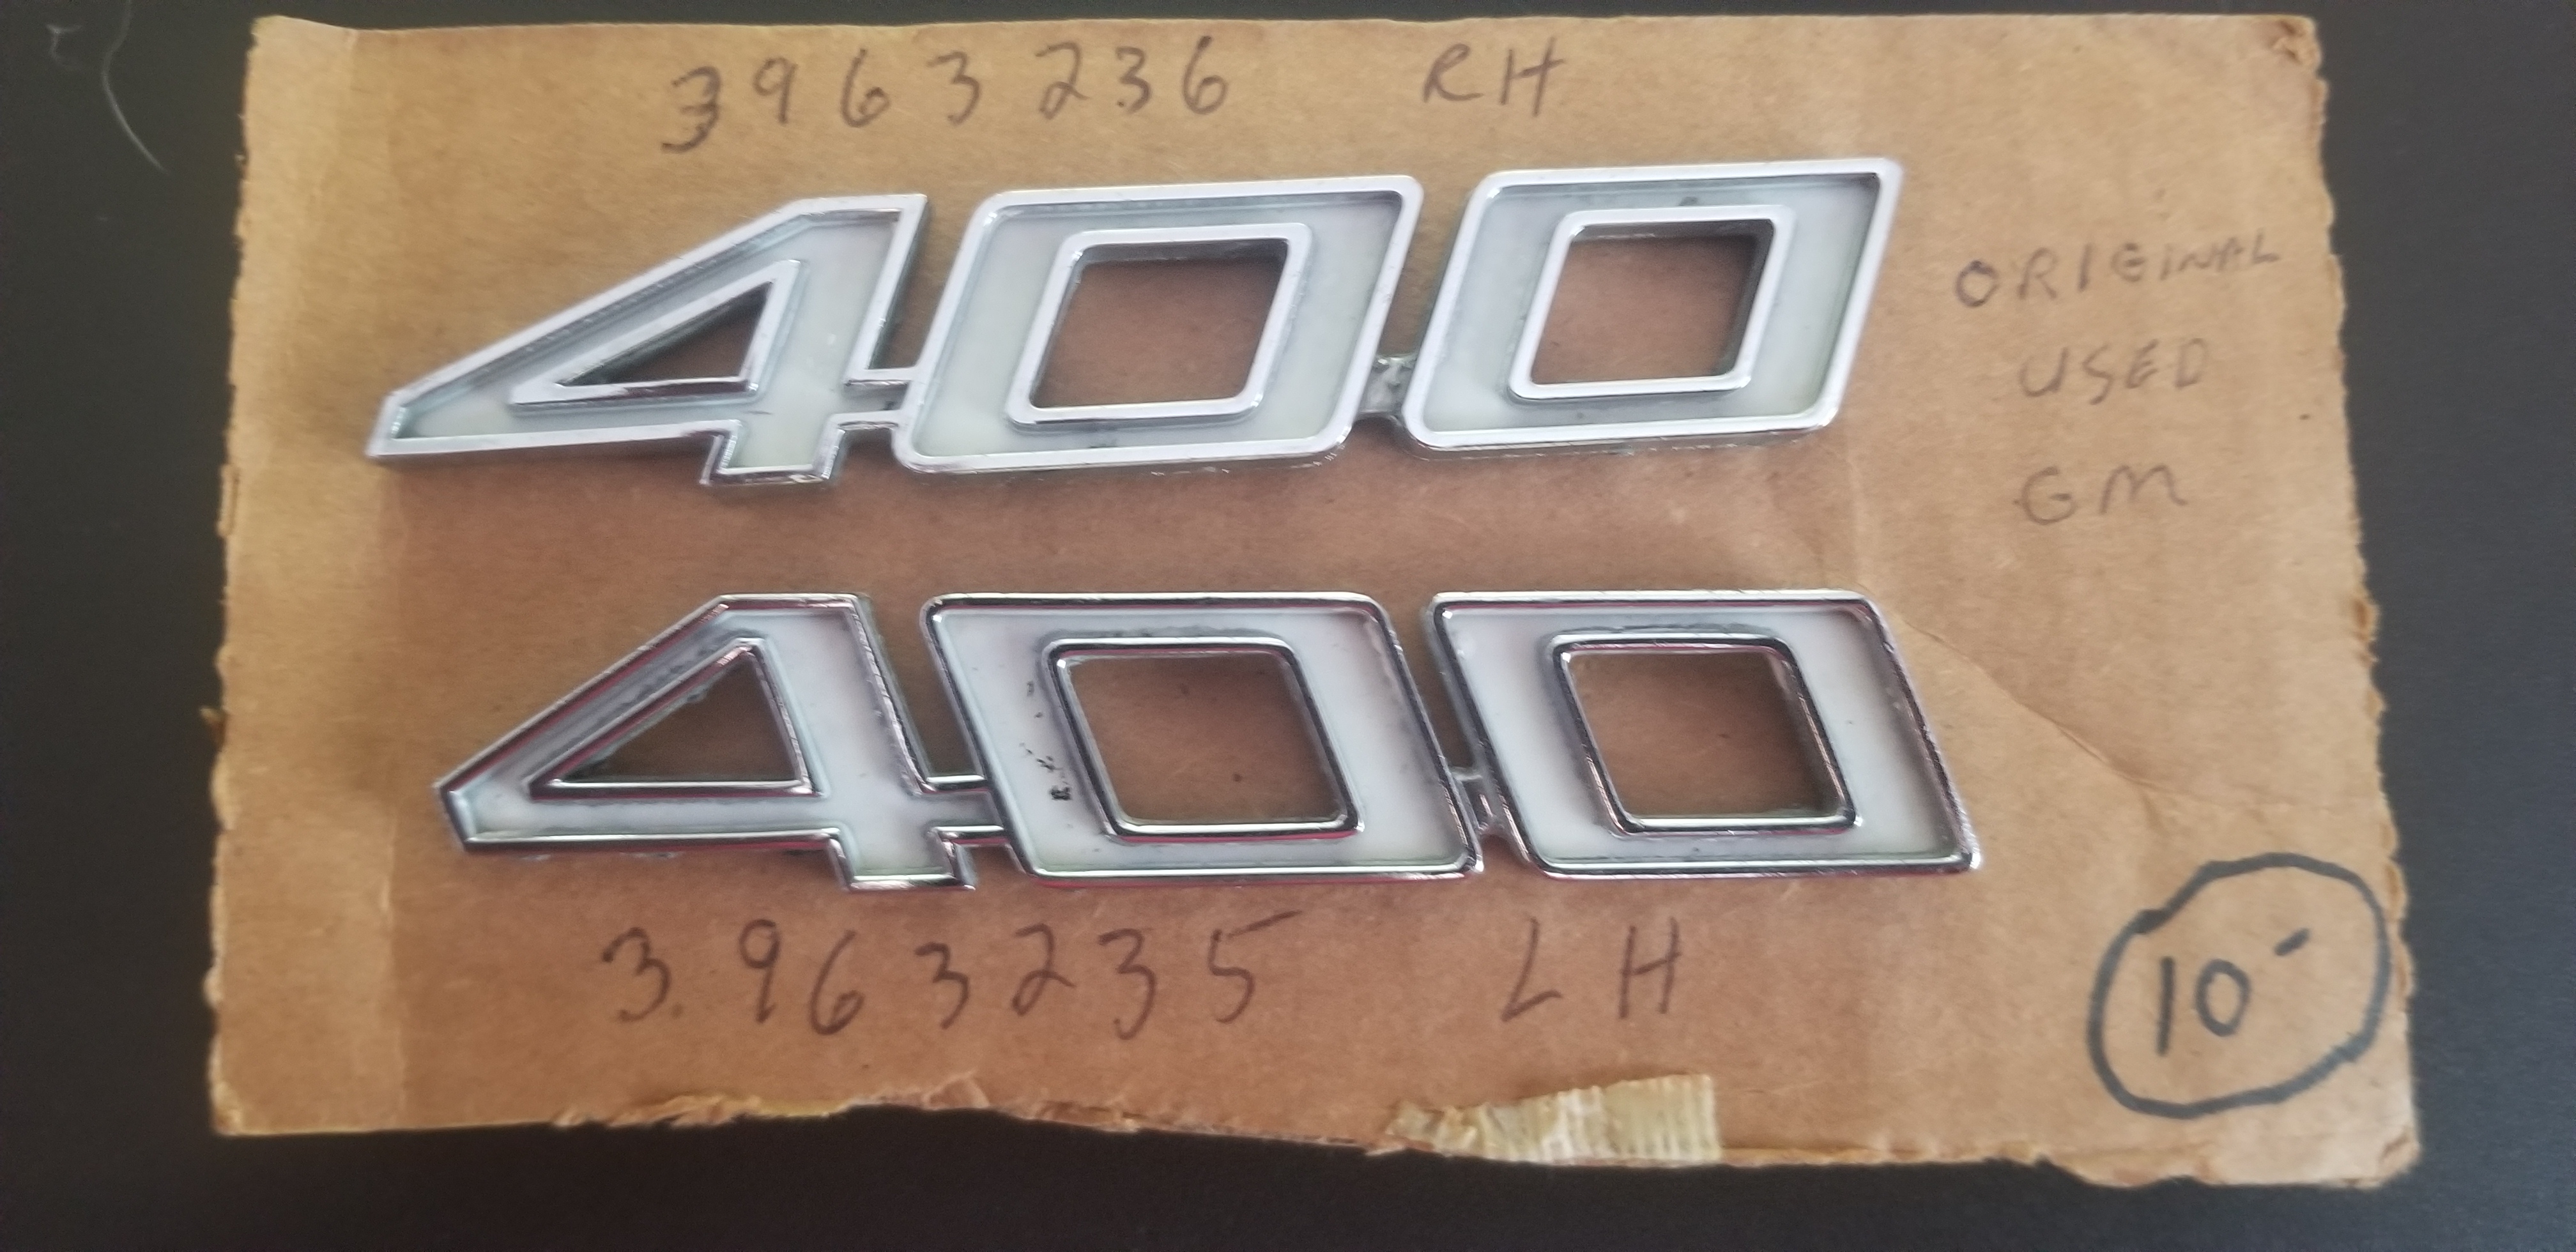 3963236 RH
400
ORIGINAL
USED
GM
400
3963235 LH
10-